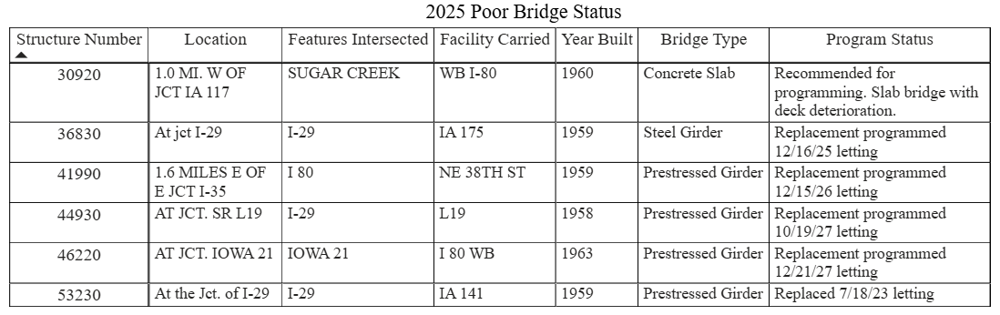 2025 Poor Bridge Status
Structure Number Location Features Intersected Facility Carried Year Built Bridge Type Program Status
30920 1.0 MI. W OF SUGAR CREEK WB I-80 1960 Concrete Slab Recommended for
JCT IA 117 programming. Slab bridge with
deck deterioration.
36830 At jct I-29 I-29 IA 175 1959 Steel Girder Replacement programmed
12/16/25 letting
41990 1.6 MILES E OF I 80 NE 38TH ST 1959 Prestressed Girder Replacement programmed
E JCT I-35 12/15/26 letting
44930 AT JCT. SR L19 I-29 L19 1958 Prestressed Girder Replacement programmed
10/19/27 letting
46220 AT JCT. IOWA 21 IOWA 21 I 80 WB 1963 Prestressed Girder Replacement programmed
12/21/27 letting
53230 At the Jct. of I-29 I-29 IA 141 1959 Prestressed Girder Replaced 7/18/23 letting